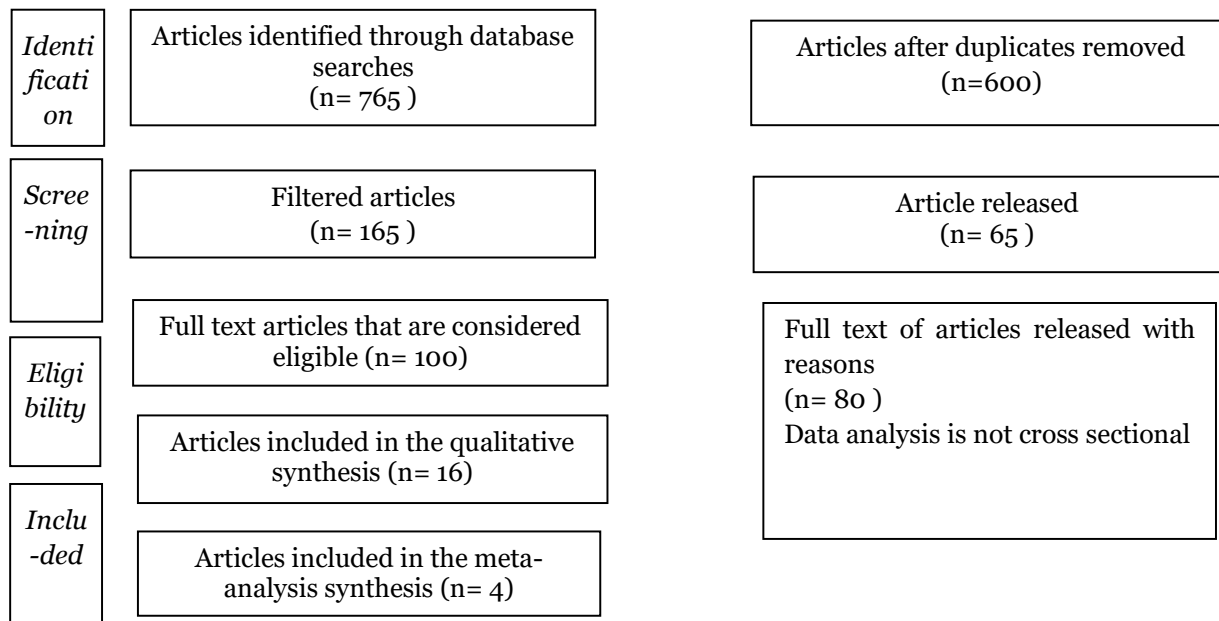 Identi
ficati
on
Articles identified through database
searches
(n= 765 )
Articles after duplicates removed
(n=600)
Scree
-ning
Filtered articles
(n= 165 )
Article released
(n= 65 )
Full text articles that are considered
eligible (n= 100)
Full text of articles released with
reasons
(n= 80 )
Data analysis is not cross sectional
Eligi
bility
Articles included in the qualitative
synthesis (n= 16)
Inclu
-ded
Articles included in the meta-
analysis synthesis (n= 4)